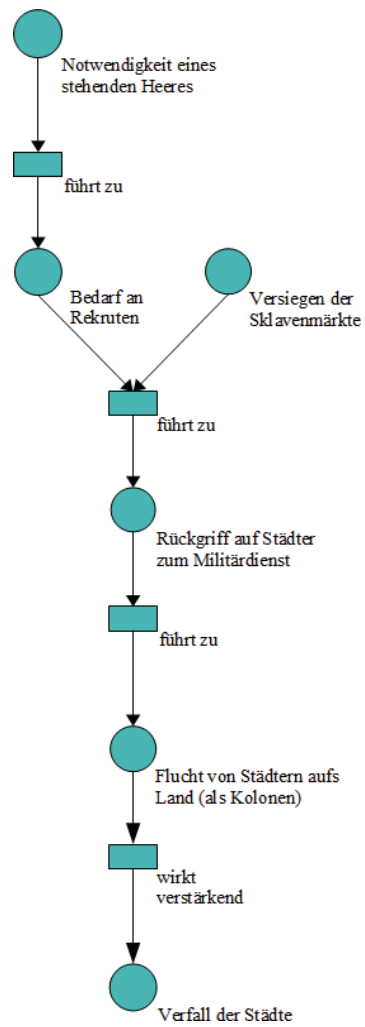 Notwendigkeit eines
stehenden Heeres
führt zu
Bedarf an
Rekruten
Versiegen der
Sklavenmärkte
führt zu
Rückgriff auf Städter
zum Militärdienst
führt zu
Flucht von Städtern aufs
Land (als Kolonen)
wirkt
verstärkend
Verfall der Städte